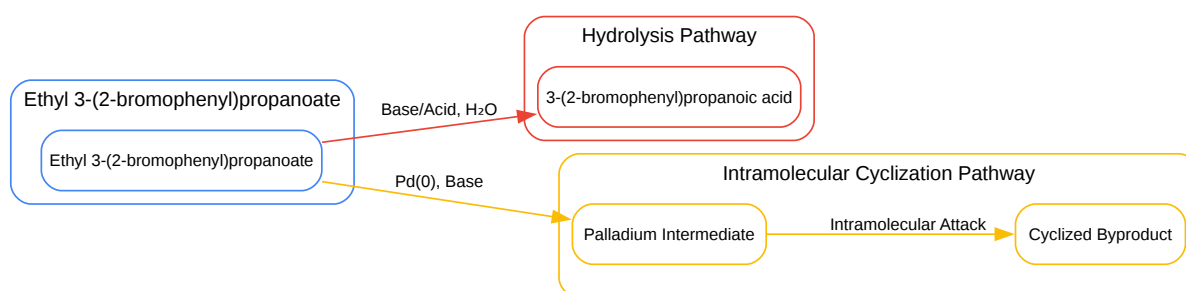 Hydrolysis Pathway
Ethyl 3-(2-bromophenyl)propanoate
3-(2-bromophenyl)propanoic acid
Base/Acid, H₂O
Ethyl 3-(2-bromophenyl)propanoate
Pd(0), Base
Intramolecular Cyclization Pathway
Palladium Intermediate
Intramolecular Attack
Cyclized Byproduct